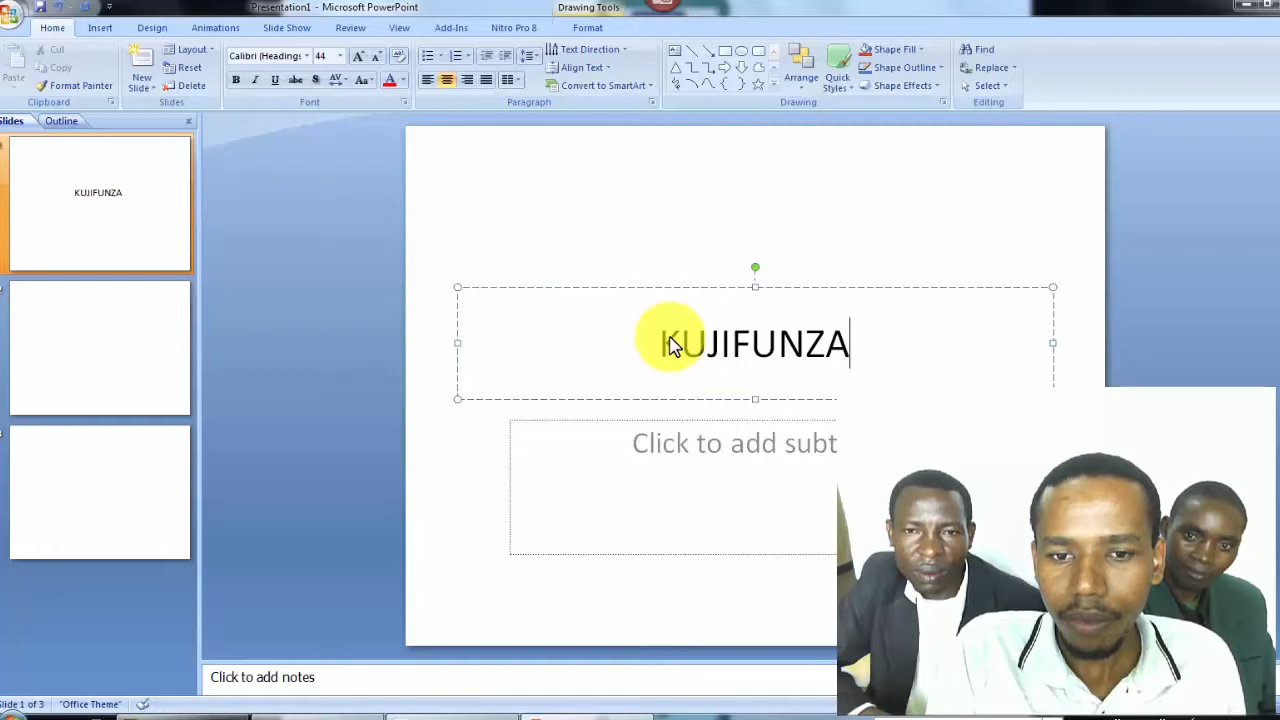 Presentation1 - Microsoft PowerPoint
Drawing Tools
Home Insert Design Animations Slide Show Review View Add-Ins Nitro Pro 8 Format
Paste
Cut
Copy
Format Painter
Clipboard
New
Slide
Layout
Reset
Delete
Slides
Calibri (Headings
44
B I U abc S AV Aa A
Font
Text Direction
Align Text
Convert to SmartArt
Paragraph
Arrange
Quick
Styles
Shape Fill
Shape Outline
Shape Effects
Drawing
Find
Replace
Select
Editing
Slides Outline
KUJIFUNZA
KUJIFUNZA
Click to add subt
Click to add notes
Slide 1 of 3 "Office Theme"